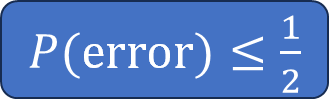 P(error) ≤ 1/2